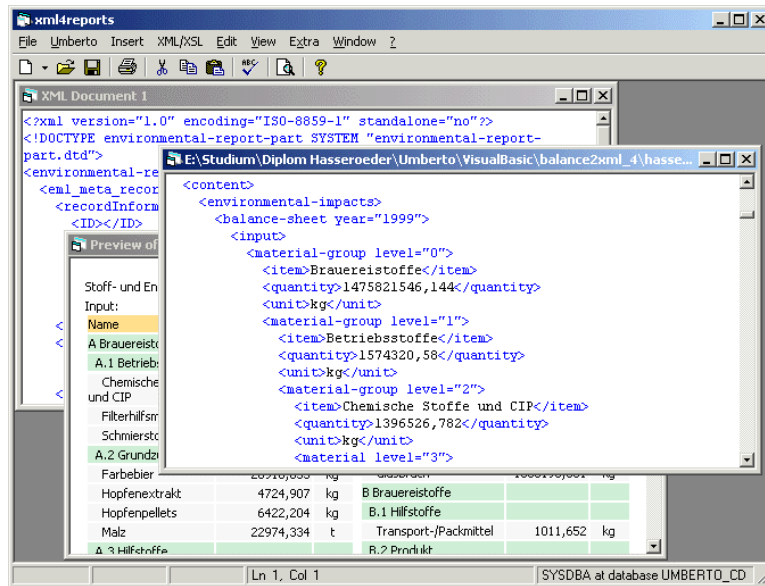 xml4reports
File Umberto Insert XML/XSL Edit View Extra Window ?
ABC
XML Document 1
<?xml version="1.0" encoding="ISO-8859-1" standalone="no"?>
<!DOCTYPE environmental-report-part SYSTEM "environmental-report-
part.dtd">
<environmental-re
<eml_meta_recor
<recordInform
<ID></ID>
E:\Studium\Diplom Hasseroeder\Umberto\VisualBasic\balance2xml_4\hasse...
<content>
<environmental-impacts>
<balance-sheet year="1999">
<input>
<material-group level="0">
<item>Brauereistoffe</item>
<quantity>1475821546,144</quantity>
<unit>kg</unit>
<material-group level="1">
<item>Betriebsstoffe</item>
<quantity>1574320,58</quantity>
<unit>kg</unit>
<material-group level="2">
<item>Chemische Stoffe und CIP</item>
<quantity>1396526,782</quantity>
<unit>kg</unit>
<material level="3">
Preview of
Stoff- und En
Input:
Name
A Brauereisto
A.1 Betriebs
Chemische
und CIP
Filterhilfsm
Schmiersto
A.2 Grundzu
Farbebier kg
Hopfenextrakt 4724,907 kg B Brauereistoffe
Hopfenpellets 6422,204 kg B.1 Hilfstoffe
Malz 22974,334 t Transport-/Packmittel 1011,652 kg
A.3 Hilfstoffe B.2 Produkt
Ln 1, Col 1 SYSDBA at database UMBERTO_CD